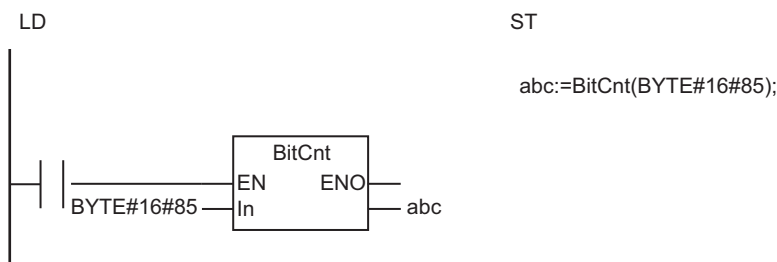 LD
ST
abc:=BitCnt(BYTE#16#85);
BitCnt
EN ENO
BYTE#16#85 In abc